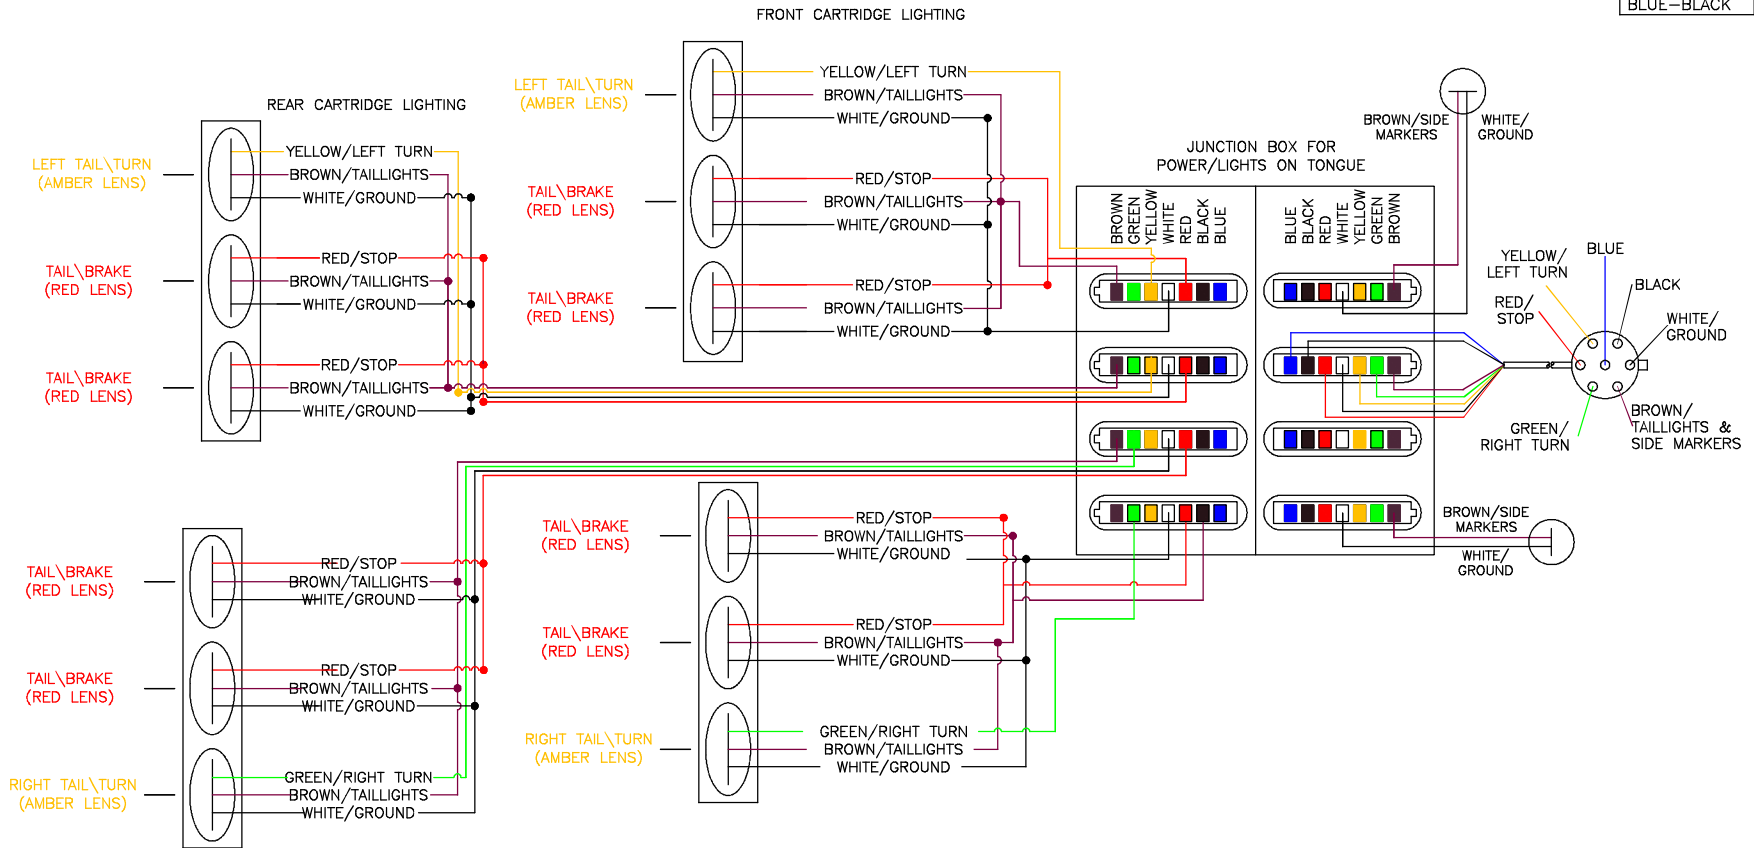 FRONT CARTRIDGE LIGHTING
BLUE-BLACK
REAR CARTRIDGE LIGHTING
LEFT TAIL\TURN
(AMBER LENS)
YELLOW/LEFT TURN
BROWN/TAILLIGHTS
WHITE/GROUND
TAIL\BRAKE
(RED LENS)
RED/STOP
BROWN/TAILLIGHTS
WHITE/GROUND
TAIL\BRAKE
(RED LENS)
RED/STOP
BROWN/TAILLIGHTS
WHITE/GROUND
LEFT TAIL\TURN
(AMBER LENS)
YELLOW/LEFT TURN
BROWN/TAILLIGHTS
WHITE/GROUND
TAIL\BRAKE
(RED LENS)
RED/STOP
BROWN/TAILLIGHTS
WHITE/GROUND
TAIL\BRAKE
(RED LENS)
RED/STOP
BROWN/TAILLIGHTS
WHITE/GROUND
JUNCTION BOX FOR
POWER/LIGHTS ON TONGUE
BROWN
GREEN
YELLOW
WHITE
RED
BLACK
BLUE
BLUE
BLACK
RED
WHITE
YELLOW
GREEN
BROWN
BROWN/SIDE
MARKERS
WHITE/
GROUND
YELLOW/
LEFT TURN
BLUE
BLACK
RED/
STOP
WHITE/
GROUND
GREEN/
RIGHT TURN
BROWN/
TAILLIGHTS &
SIDE MARKERS
BROWN/SIDE
MARKERS
WHITE/
GROUND
TAIL\BRAKE
(RED LENS)
RED/STOP
BROWN/TAILLIGHTS
WHITE/GROUND
TAIL\BRAKE
(RED LENS)
RED/STOP
BROWN/TAILLIGHTS
WHITE/GROUND
RIGHT TAIL\TURN
(AMBER LENS)
GREEN/RIGHT TURN
BROWN/TAILLIGHTS
WHITE/GROUND
TAIL\BRAKE
(RED LENS)
RED/STOP
BROWN/TAILLIGHTS
WHITE/GROUND
TAIL\BRAKE
(RED LENS)
RED/STOP
BROWN/TAILLIGHTS
WHITE/GROUND
RIGHT TAIL\TURN
(AMBER LENS)
GREEN/RIGHT TURN
BROWN/TAILLIGHTS
WHITE/GROUND